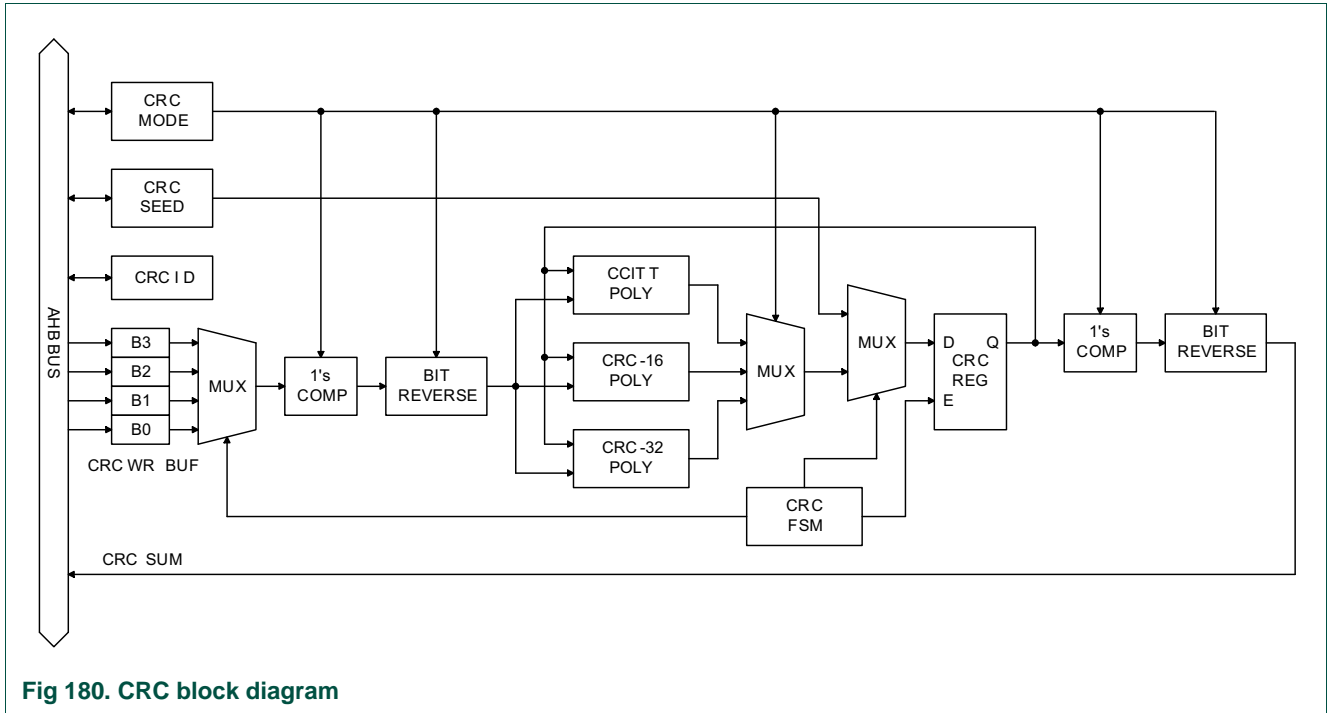 CRC
MODE
CRC
SEED
CRC I D
AHB BUS
B3
B2
B1
B0
CRC WR BUF
MUX
1's
COMP
BIT
REVERSE
CCIT T
POLY
CRC-16
POLY
CRC-32
POLY
MUX
MUX
D Q
CRC
REG
E
1's
COMP
BIT
REVERSE
CRC
FSM
CRC SUM
Fig 180. CRC block diagram